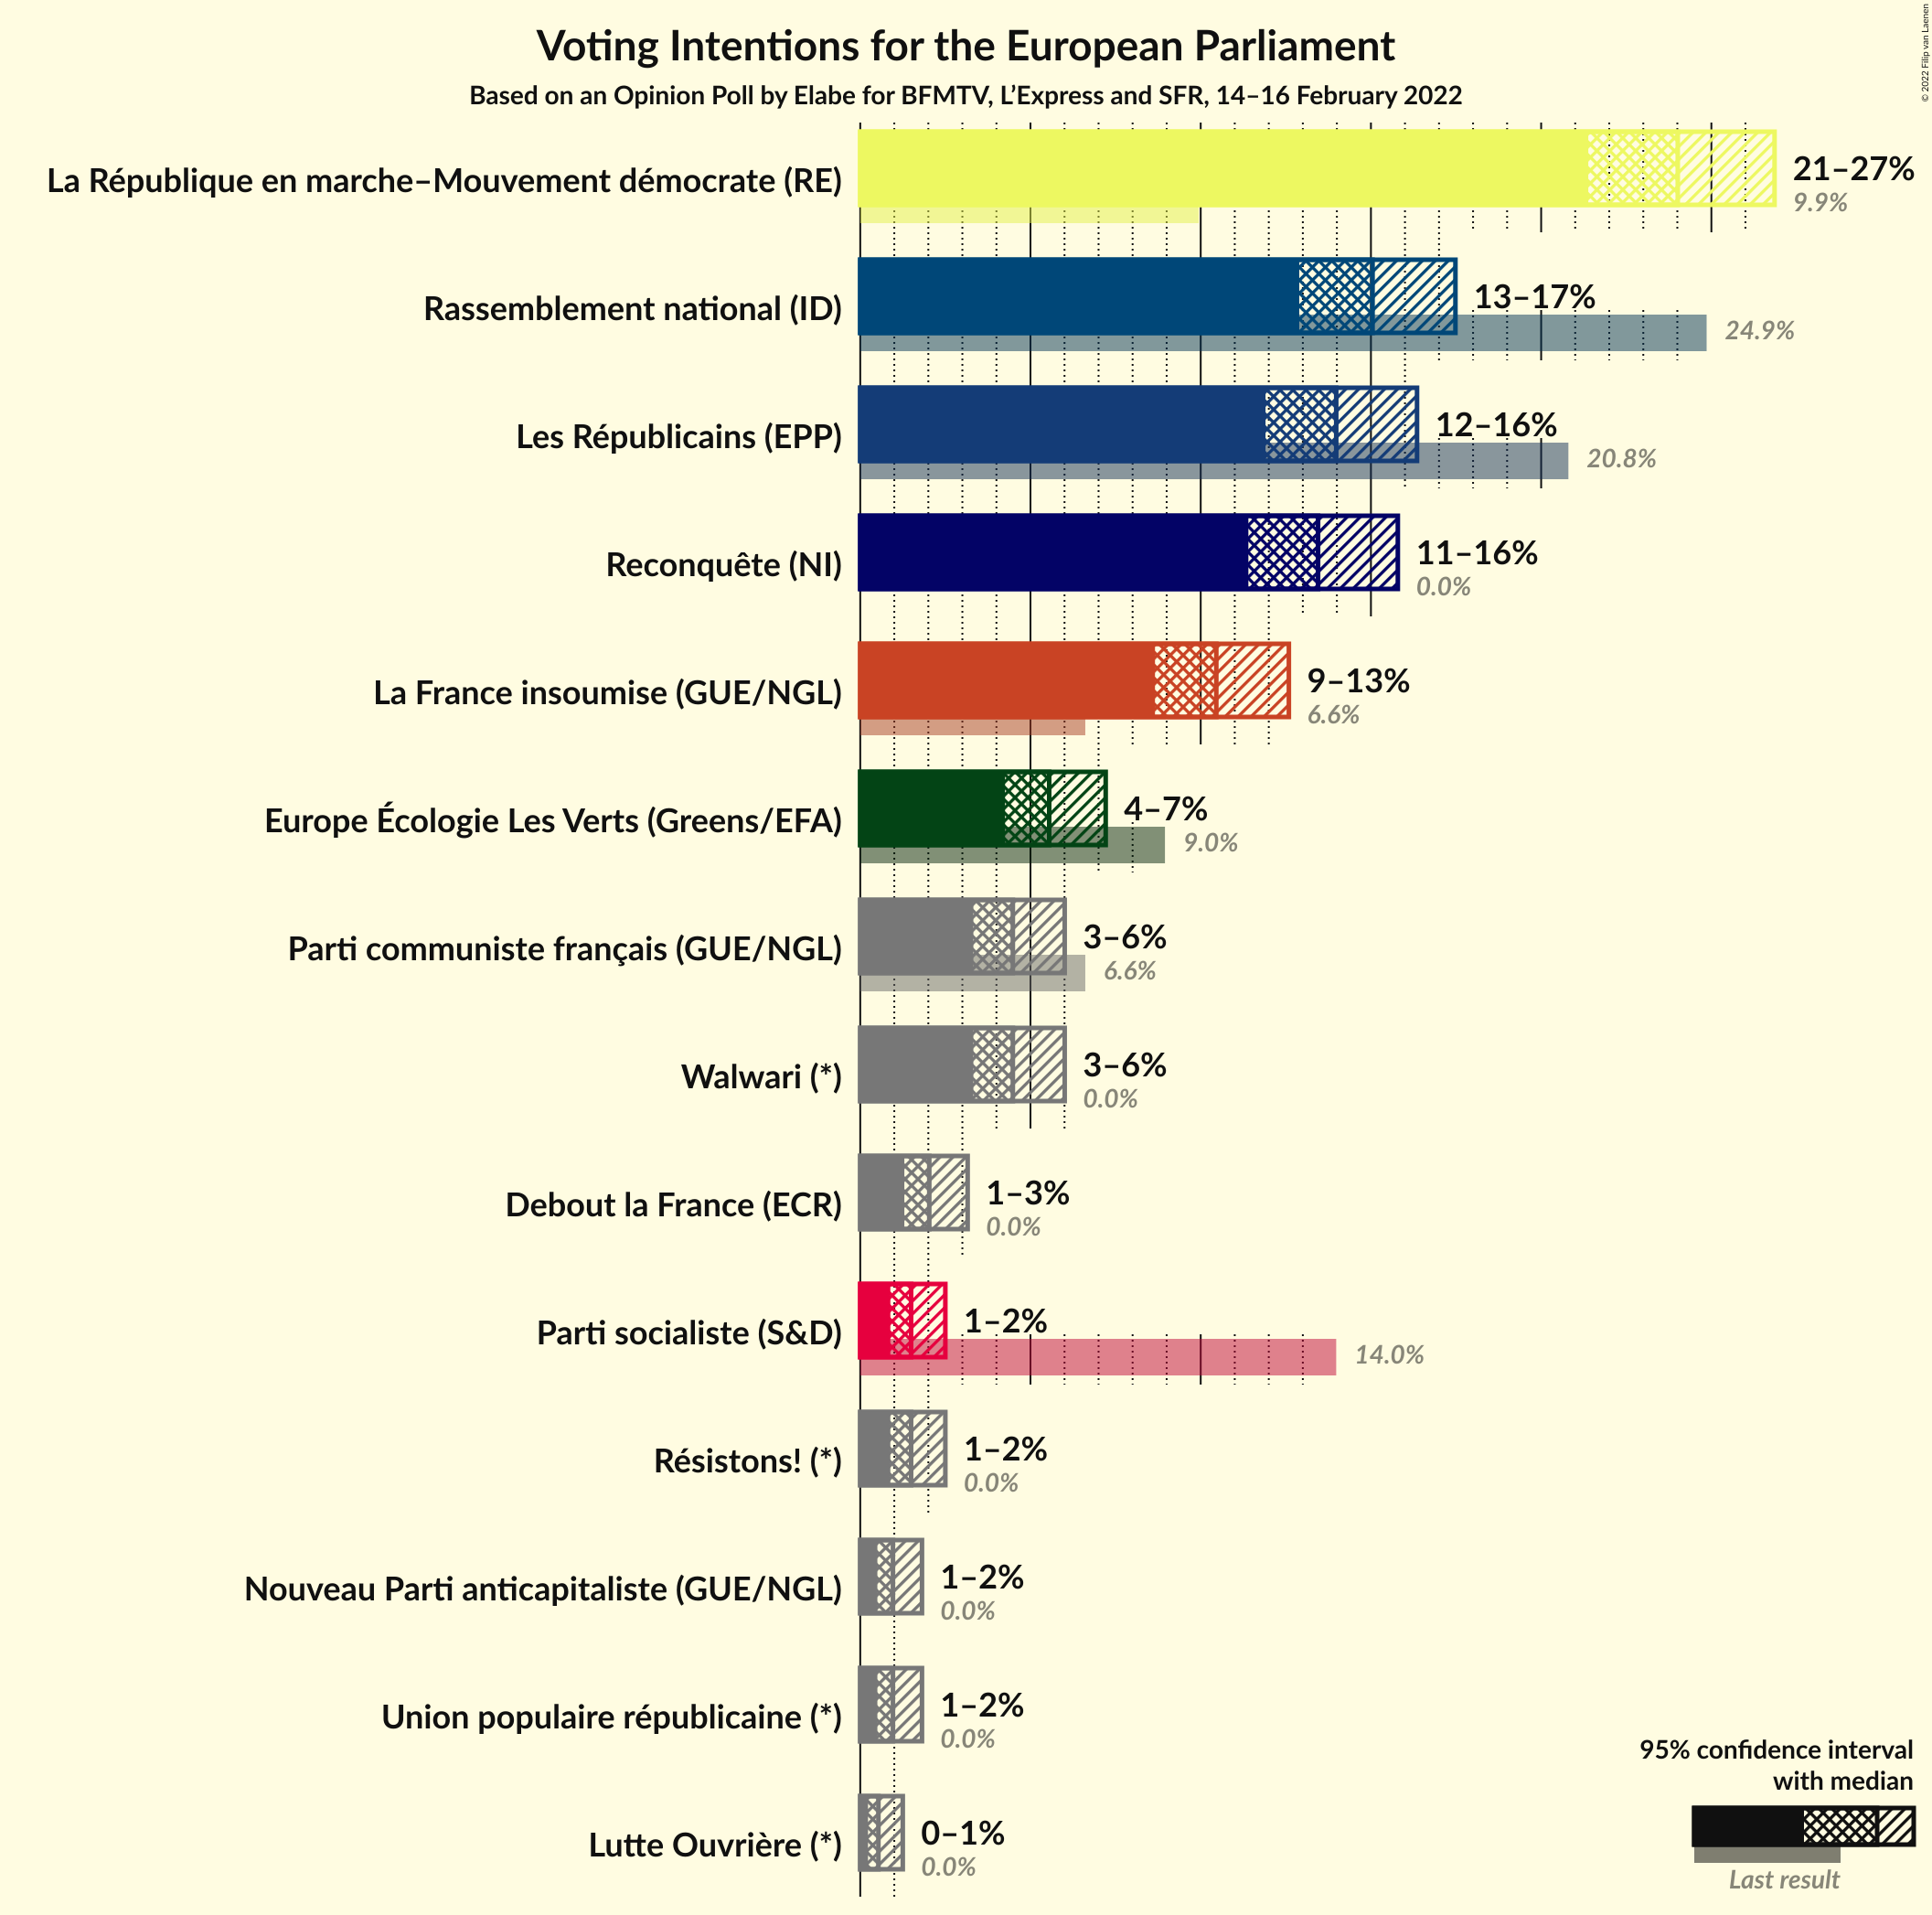 Voting Intentions for the European Parliament
Based on an Opinion Poll by Elabe for BFMTV, L’Express and SFR, 14–16 February 2022
© 2022 Filip van Laenen
La République en marche–Mouvement démocrate (RE)
21–27%
9.9%
Rassemblement national (ID)
13–17%
24.9%
Les Républicains (EPP)
12–16%
20.8%
Reconquête (NI)
11–16%
0.0%
La France insoumise (GUE/NGL)
9–13%
6.6%
Europe Écologie Les Verts (Greens/EFA)
4–7%
9.0%
Parti communiste français (GUE/NGL)
3–6%
6.6%
Walwari (*)
3–6%
0.0%
Debout la France (ECR)
1–3%
0.0%
Parti socialiste (S&D)
1–2%
14.0%
Résistons! (*)
1–2%
0.0%
Nouveau Parti anticapitaliste (GUE/NGL)
1–2%
0.0%
Union populaire républicaine (*)
1–2%
0.0%
Lutte Ouvrière (*)
0–1%
0.0%
95% confidence interval
with median
Last result